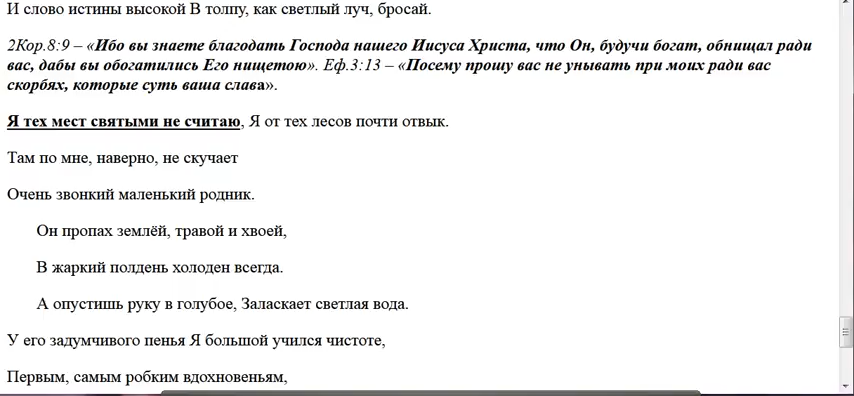 И слово истины высокой В толпу, как светлый луч, бросай.
2Кор.8:9 – «Ибо вы знаете благодать Господа нашего Иисуса Христа, что Он, будучи богат, обнищал ради
вас, дабы вы обогатились Его нищетою». Еф.3:13 – «Посему прошу вас не унывать при моих ради вас
скорбях, которые суть ваша слава».
Я тех мест святыми не считаю, Я от тех лесов почти отвык.
Там по мне, наверно, не скучает
Очень звонкий маленький родник.
Он пропах землёй, травой и хвоей,
В жаркий полдень холоден всегда.
А опустишь руку в голубое, Заласкает светлая вода.
У его задумчивого пенья Я большой учился чистоте,
Первым, самым робким вдохновеньям,